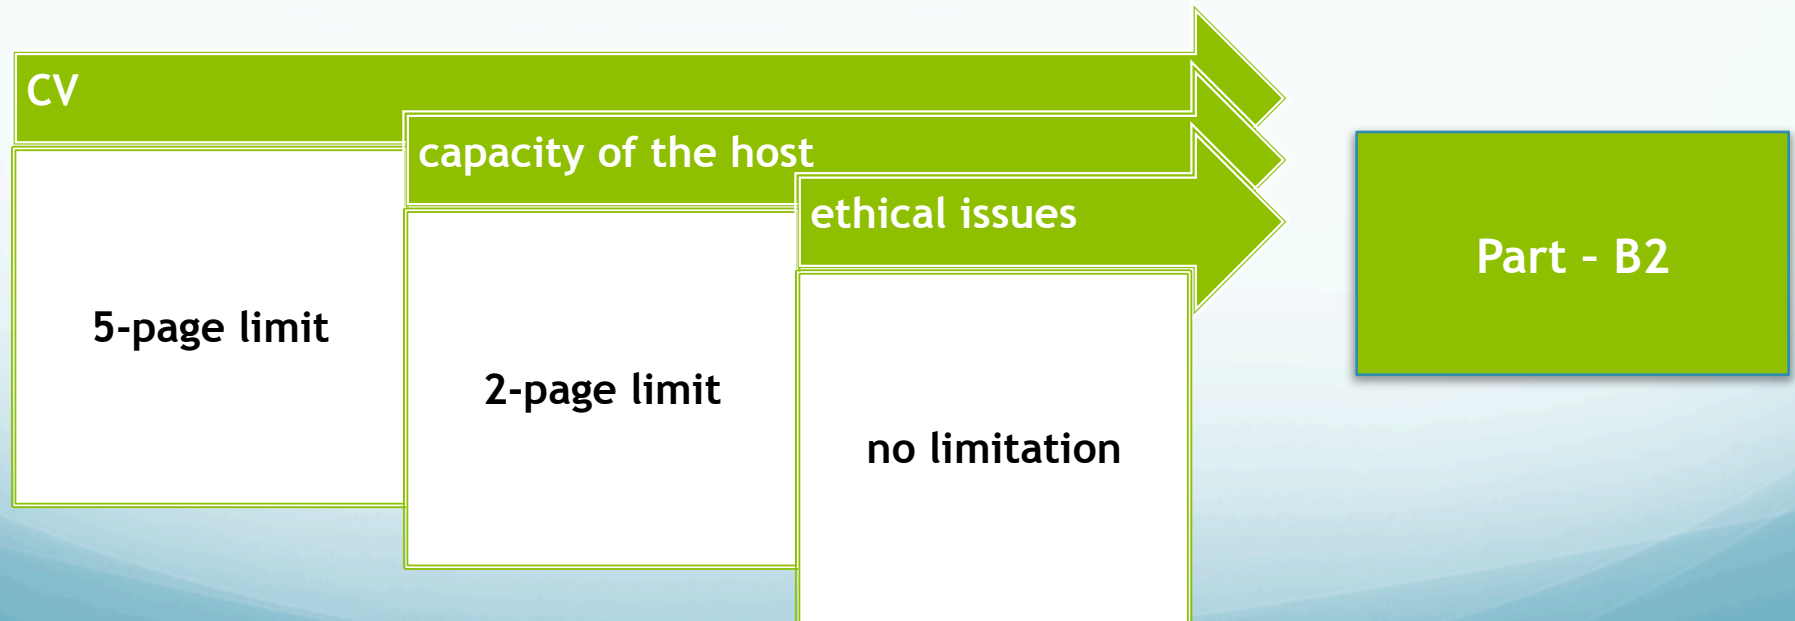 CV
5-page limit
capacity of the host
2-page limit
ethical issues
no limitation
Part – B2